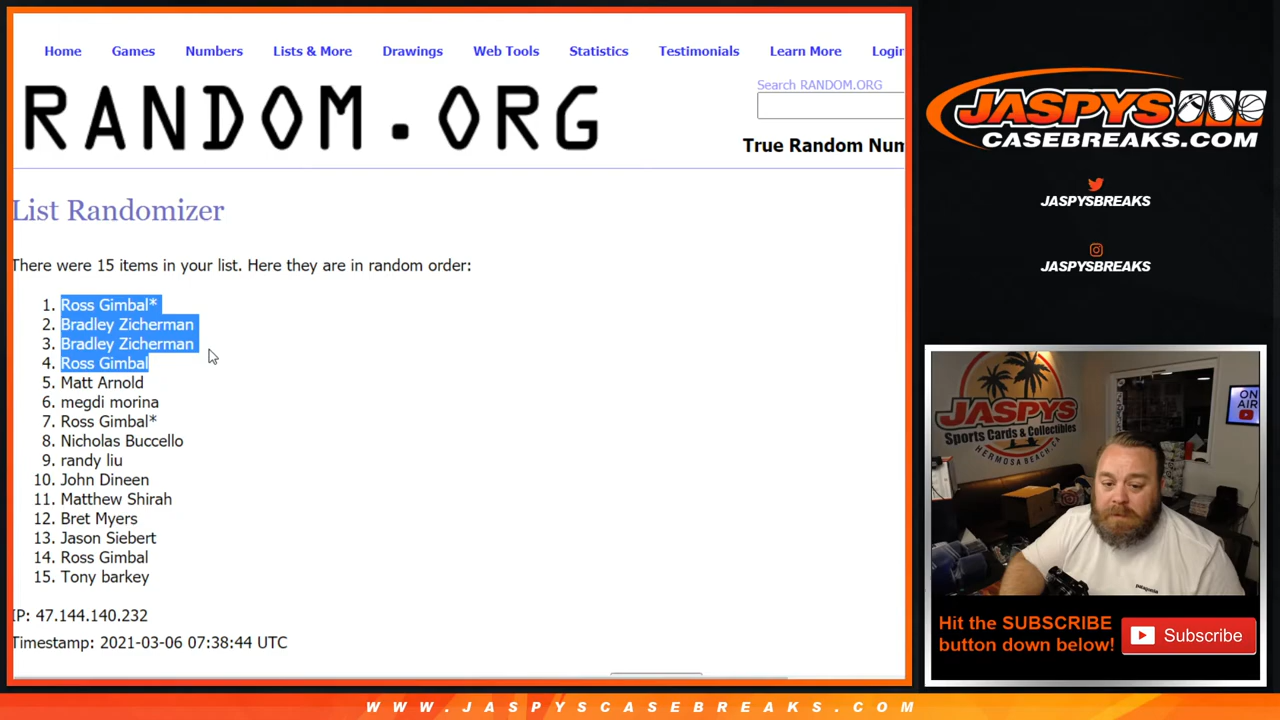 Home Games Numbers Lists & More Drawings Web Tools Statistics Testimonials Learn More Login
RANDOM.ORG
Search RANDOM.ORG
True Random Num
List Randomizer
There were 15 items in your list. Here they are in random order:
1. Ross Gimbal*
2. Bradley Zicherman
3. Bradley Zicherman
4. Ross Gimbal
5. Matt Arnold
6. megdi morina
7. Ross Gimbal*
8. Nicholas Buccello
9. randy liu
10. John Dineen
11. Matthew Shirah
12. Bret Myers
13. Jason Siebert
14. Ross Gimbal
15. Tony barkey
IP: 47.144.140.232
Timestamp: 2021-03-06 07:38:44 UTC
JASPYS
CASEBREAKS.COM
JASPYSBREAKS
JASPYSBREAKS
JASPYS
Sports Cards & Collectibles
HERMOSA BEACH, CA
ON
AIR
patagonia
Hit the SUBSCRIBE
button down below!
Subscribe
WWW.JASPYSCASEBREAKS.COM